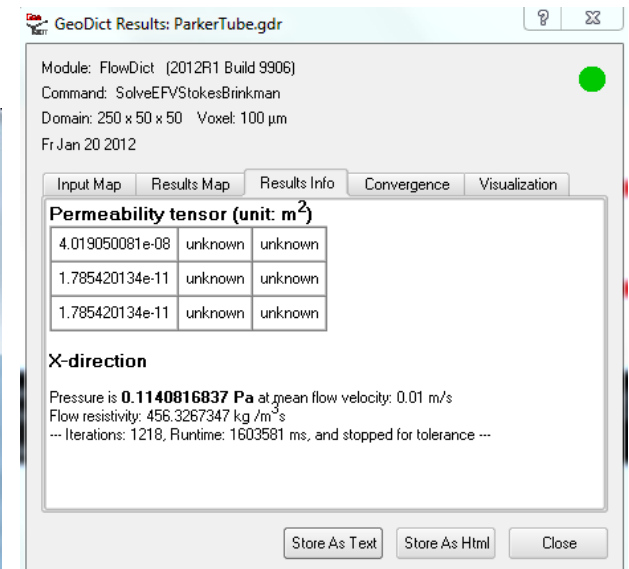 GeoDict Results: ParkerTube.gdr
Module: FlowDict (2012R1 Build 9906)
Command: SolveEFVStokesBrinkman
Domain: 250 x 50 x 50 Voxel: 100 µm
Fr Jan 20 2012
Input Map Results Map Results Info Convergence Visualization
Permeability tensor (unit: m²)
4.019050081e-08 unknown unknown
1.785420134e-11 unknown unknown
1.785420134e-11 unknown unknown
X-direction
Pressure is 0.1140816837 Pa at mean flow velocity: 0.01 m/s
Flow resistivity: 456.3267347 kg /m³s
--- Iterations: 1218, Runtime: 1603581 ms, and stopped for tolerance ---
Store As Text Store As Html Close